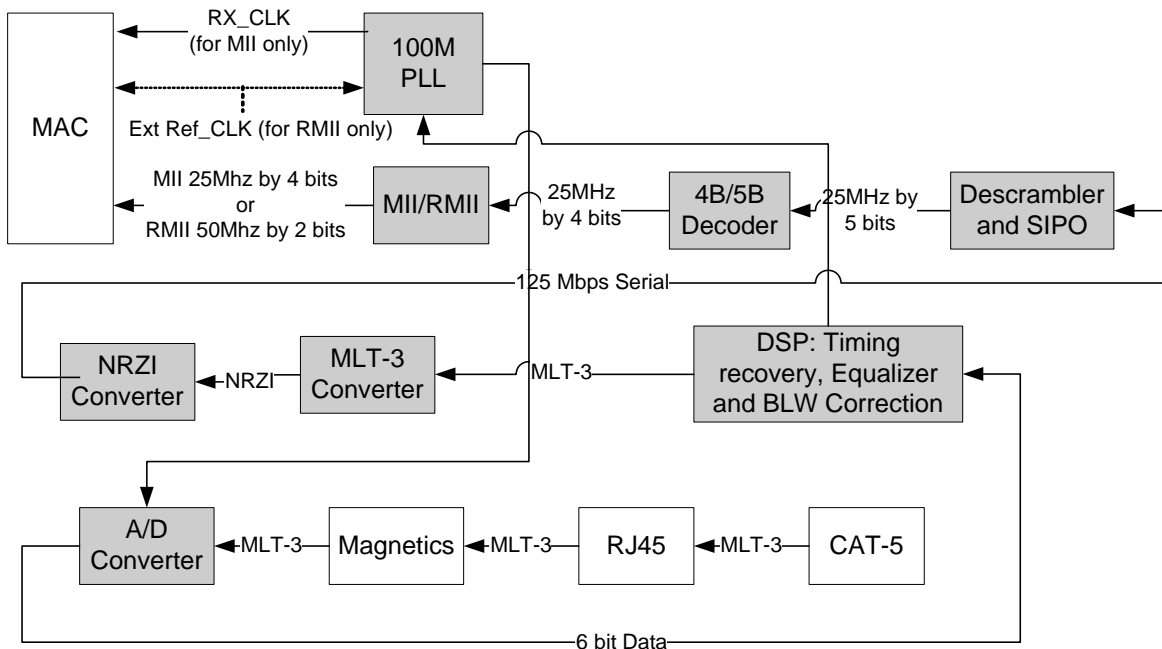 RX_CLK
(for MII only)
100M
PLL
MAC
Ext Ref_CLK (for RMII only)
MII 25Mhz by 4 bits
or
RMII 50Mhz by 2 bits
MII/RMII
25MHz
by 4 bits
4B/5B
Decoder
25MHz by
5 bits
Descrambler
and SIPO
125 Mbps Serial
NRZI
Converter
NRZI
MLT-3
Converter
MLT-3
DSP: Timing
recovery, Equalizer
and BLW Correction
A/D
Converter
MLT-3
Magnetics
MLT-3
RJ45
MLT-3
CAT-5
6 bit Data